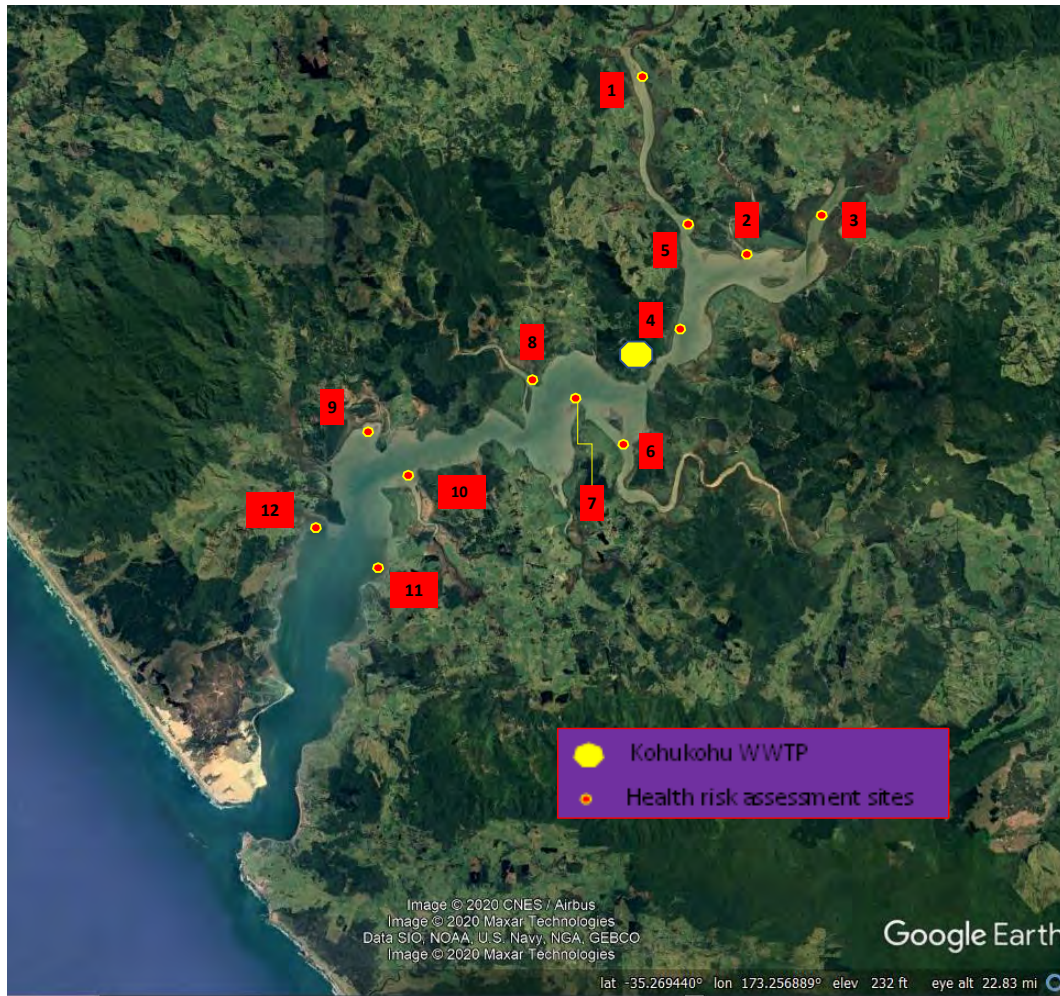 1
2
3
5
4
8
9
6
10
12
7
11
Kohukohu WWTP
Health risk assessment sites
Image © 2020 CNES / Airbus
Image © 2020 Maxar Technologies
Data SIO, NOAA, U.S. Navy, NGA, GEBCO
Image © 2020 Maxar Technologies
Google Earth
lat -35.269440° lon 173.256889° elev 232 ft eye alt 22.83 mi